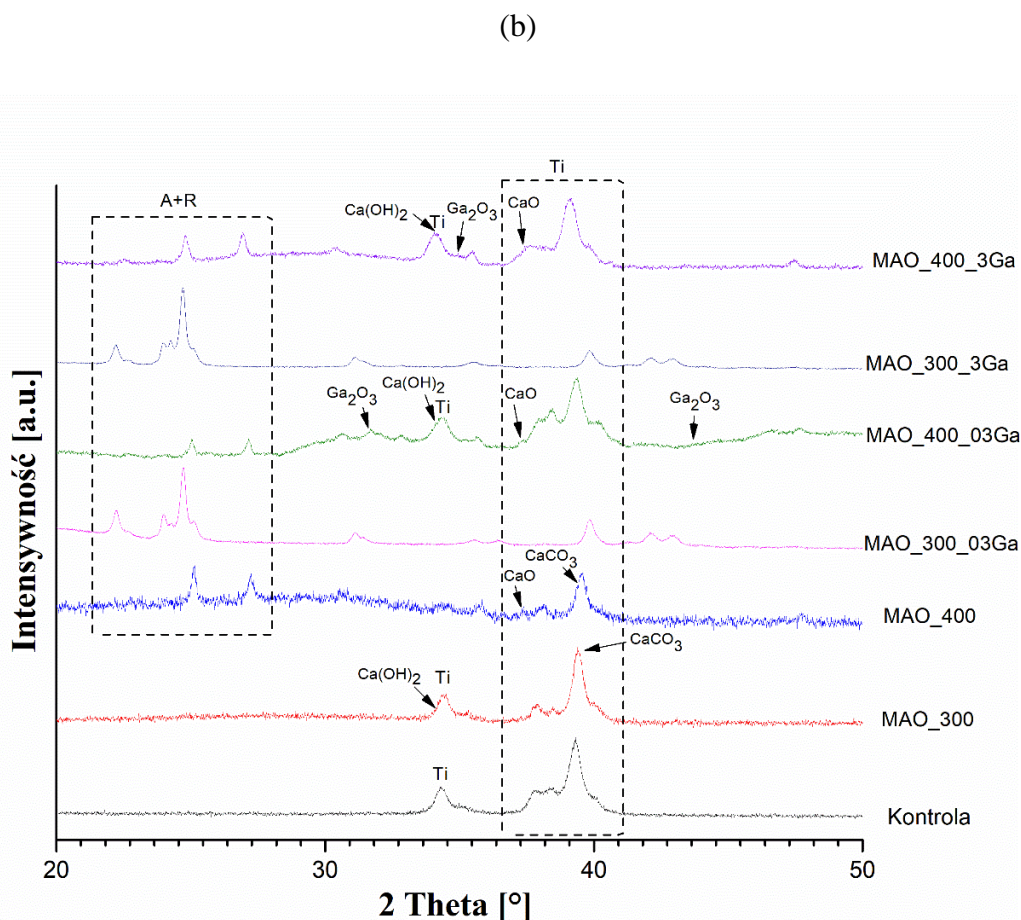 (b)
Ti
A+R
Ca(OH)2
Ti
Ga2O3
CaO
MAO_400_3Ga
MAO_300_3Ga
Ga2O3
Ca(OH)2
Ti
CaO
Ga2O3
MAO_400_03Ga
MAO_300_03Ga
CaCO3
CaO
MAO_400
CaCO3
Ca(OH)2
Ti
MAO_300
Ti
Kontrola
Intensywność [a.u.]
20
30
40
50
2 Theta [°]